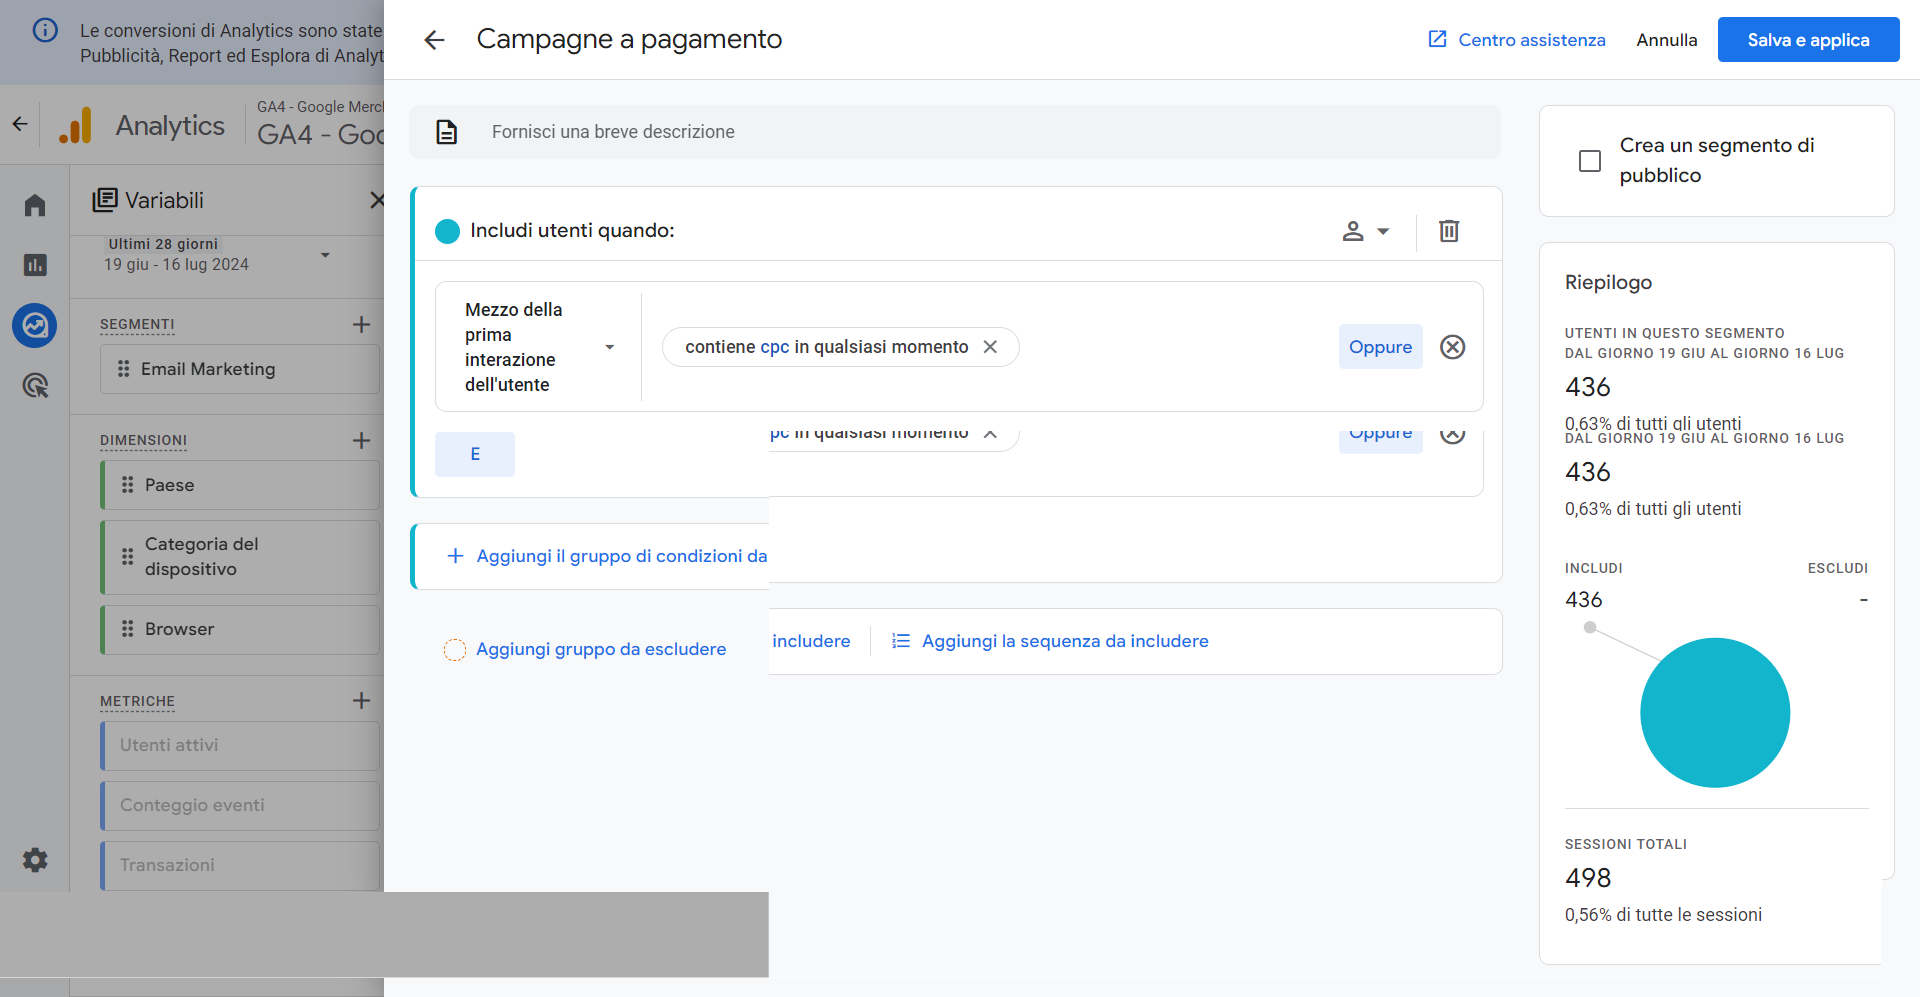 Le conversioni di Analytics sono state
Pubblicità, Report ed Esplora di Analyt
Analytics
GA4 - Google Merc
GA4 - Goo
Variabili
Ultimi 28 giorni
19 giu - 16 lug 2024
SEGMENTI
Email Marketing
DIMENSIONI
Paese
Categoria del
dispositivo
Browser
METRICHE
Utenti attivi
Conteggio eventi
Transazioni
Campagne a pagamento
Centro assistenza
Annulla
Salva e applica
Fornisci una breve descrizione
Includi utenti quando:
Mezzo della
prima
interazione
dell'utente
contiene cpc in qualsiasi momento
Oppure
E
pc in qualsiasi momento
Oppure
Aggiungi il gruppo di condizioni da
includere
Aggiungi la sequenza da includere
Aggiungi gruppo da escludere
Crea un segmento di
pubblico
Riepilogo
UTENTI IN QUESTO SEGMENTO
DAL GIORNO 19 GIU AL GIORNO 16 LUG
436
0,63% di tutti gli utenti
DAL GIORNO 19 GIU AL GIORNO 16 LUG
436
0,63% di tutti gli utenti
INCLUDI
ESCLUDI
436
-
SESSIONI TOTALI
498
0,56% di tutte le sessioni